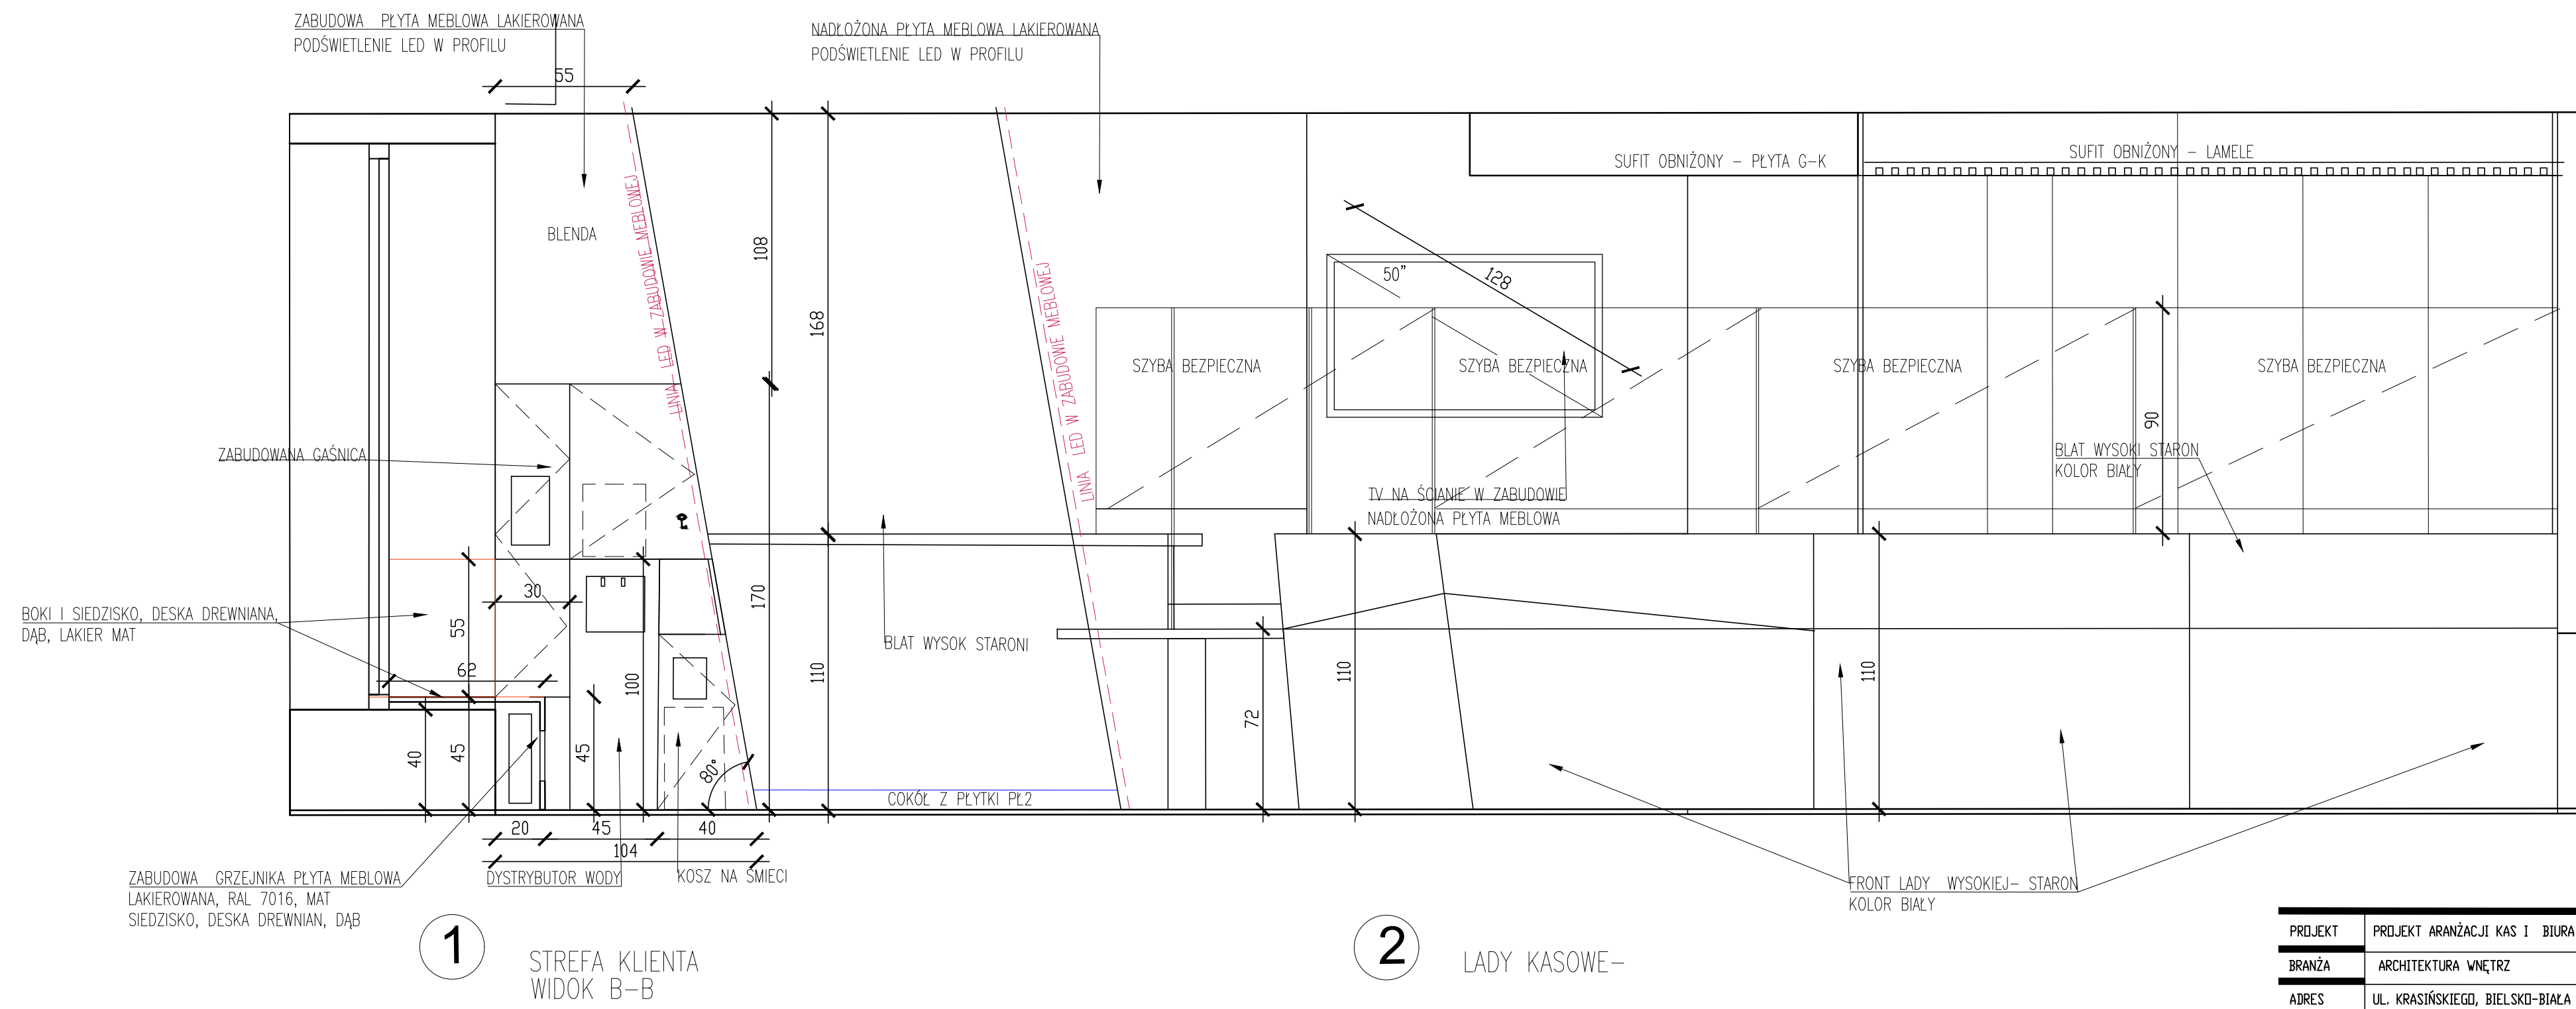 ZABUDOWA PŁYTA MEBLOWA LAKIEROWANA
PODŚWIETLENIE LED W PROFILU
NADŁOŻONA PŁYTA MEBLOWA LAKIEROWANA
PODŚWIETLENIE LED W PROFILU
55
SUFIT OBNIŻONY - PŁYTA G-K
SUFIT OBNIŻONY - LAMELE
BLENDA
LINIA LED W ZABUDOWIE MEBLOWEJ
108
168
LINIA LED W ZABUDOWIE MEBLOWEJ
50"
128
SZYBA BEZPIECZNA
SZYBA BEZPIECZNA
SZYBA BEZPIECZNA
SZYBA BEZPIECZNA
90
ZABUDOWANA GAŚNICA
BLAT WYSOKI STARON
KOLOR BIAŁY
TV NA ŚCIANIE W ZABUDOWIE
NADŁOŻONA PŁYTA MEBLOWA
30
170
BOKI I SIEDZISKO, DESKA DREWNIANA,
DĄB, LAKIER MAT
55
62
100
110
BLAT WYSOK STARONI
110
110
72
40
45
45
80°
COKÓŁ Z PŁYTKI PŁ2
20
45
40
104
ZABUDOWA GRZEJNIKA PŁYTA MEBLOWA
LAKIEROWANA, RAL 7016, MAT
SIEDZISKO, DESKA DREWNIAN, DĄB
DYSTRYBUTOR WODY
KOSZ NA ŚMIECI
FRONT LADY WYSOKIEJ- STARON
KOLOR BIAŁY
1
STREFA KLIENTA
WIDOK B-B
2
LADY KASOWE-
PROJEKT
PROJEKT ARANŻACJI KAS I BIURA
BRANŻA
ARCHITEKTURA WNĘTRZ
ADRES
UL. KRASIŃSKIEGO, BIELSKO-BIAŁA